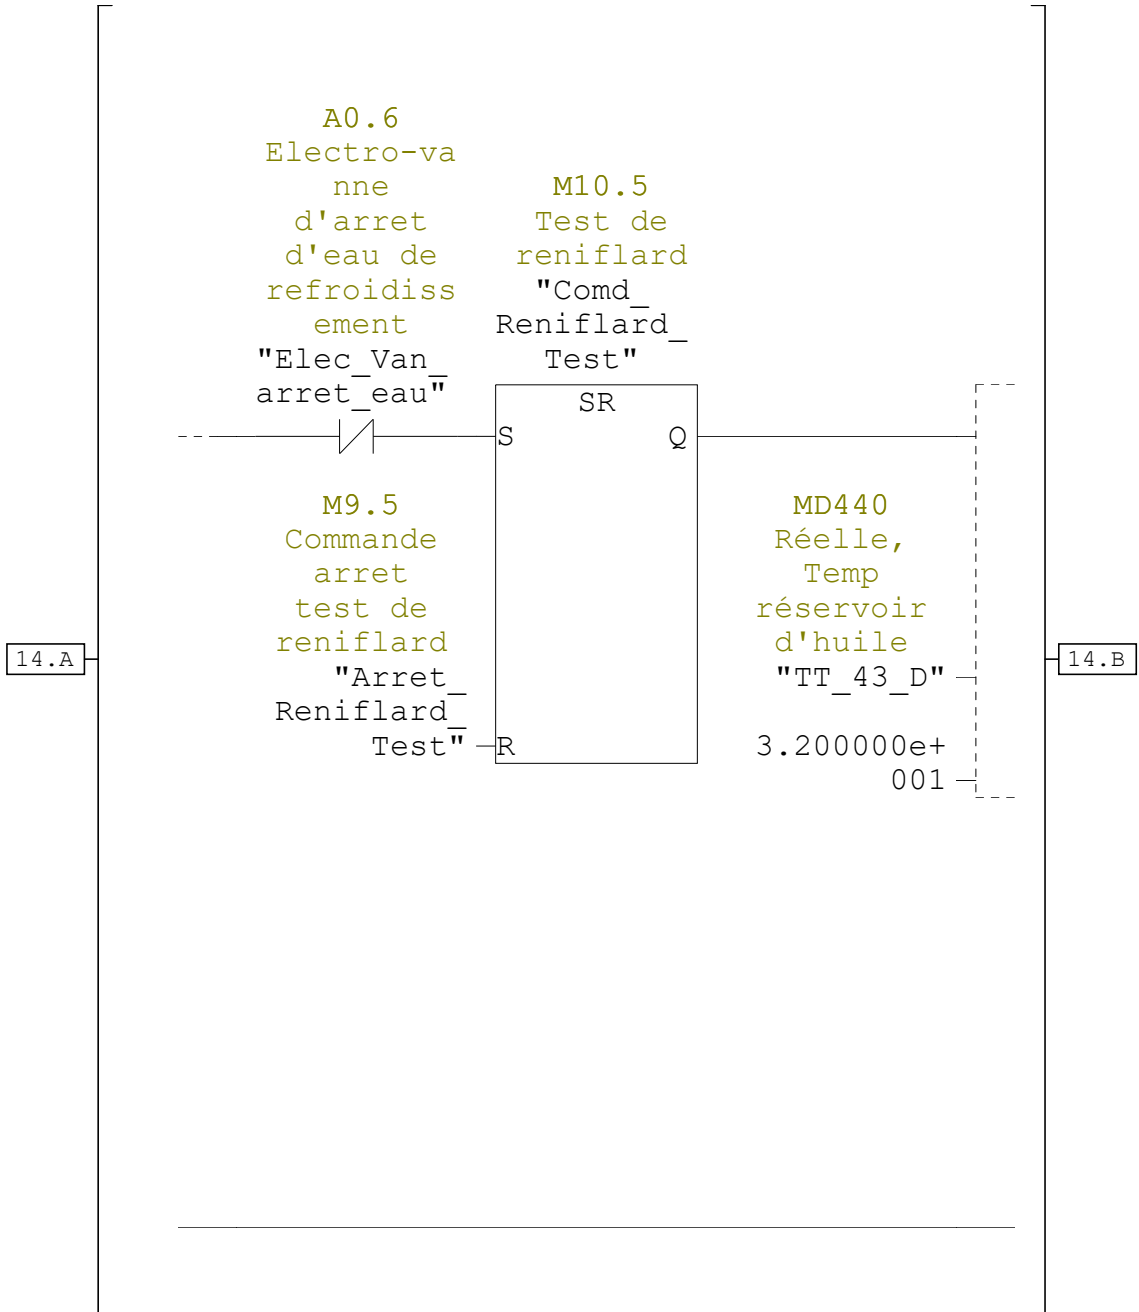 A0.6
Electro-va
nne
d'arret
d'eau de
refroidiss
ement
"Elec_Van_
arret_eau"
M10.5
Test de
reniflard
"Comd_
Reniflard_
Test"
SR
S
Q
M9.5
Commande
arret
test de
reniflard
"Arret_
Reniflard_
Test"
R
MD440
Réelle,
Temp
réservoir
d'huile
"TT_43_D"
3.200000e+
001
14.A
14.B